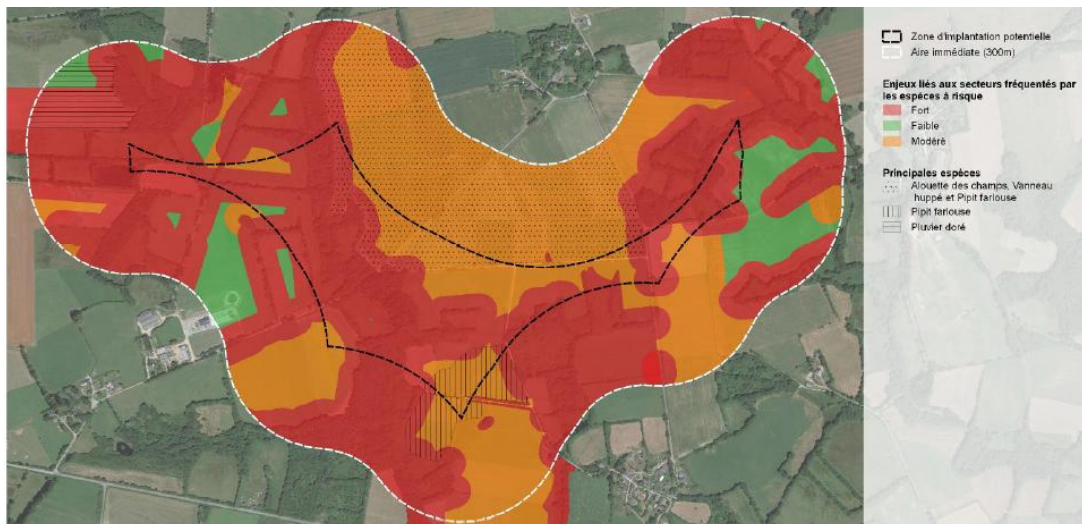 Zone d'implantation potentielle
Aire immédiate (300m)
Enjeux liés aux secteurs fréquentés par
les espèces à risque
Fort
Faible
Modéré
Principales espèces
Alouette des champs, Vanneau
huppé et Pipit farlouse
Pipit farlouse
Pluvier doré